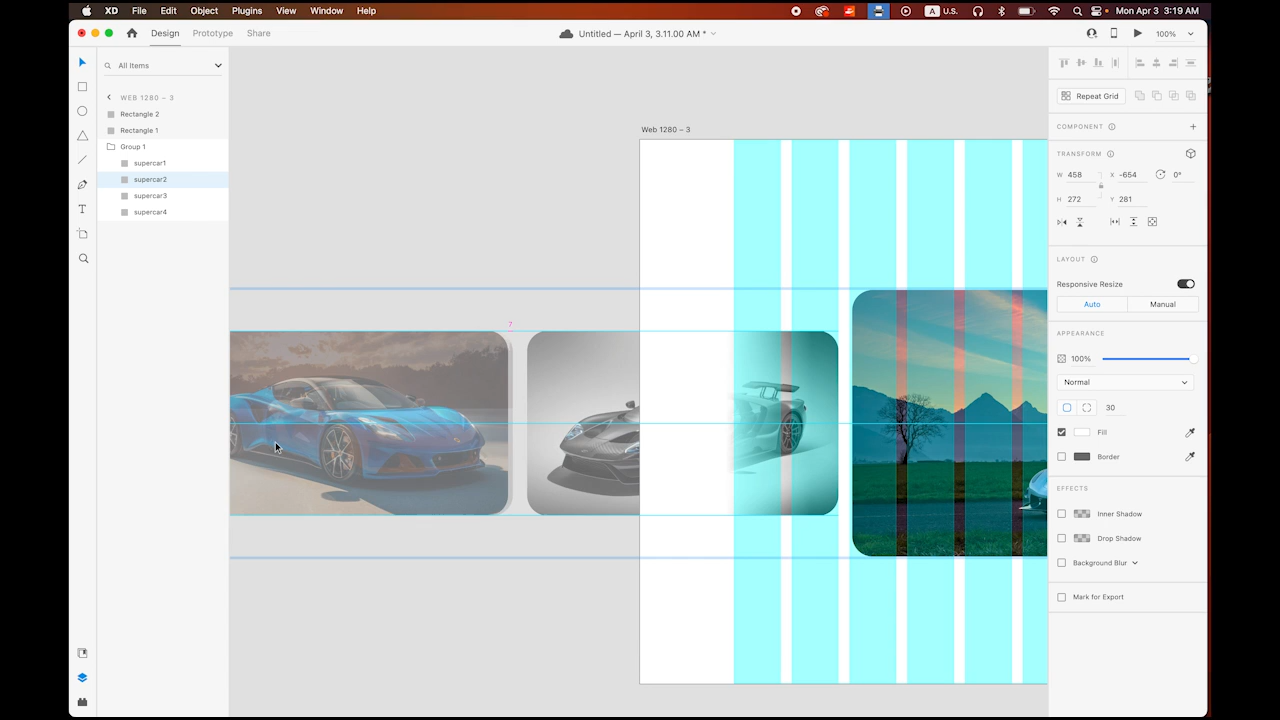 XD File Edit Object Plugins View Window Help A U.S. Mon Apr 3 3:19 AM
Design Prototype Share Untitled — April 3, 3.11.00 AM * 100%
All Items
WEB 1280 – 3
Rectangle 2
Rectangle 1
Group 1
supercar1
supercar2
supercar3
supercar4
T
Web 1280 – 3
7
Repeat Grid
COMPONENT
TRANSFORM
W 458 X -654 0°
H 272 Y 281
LAYOUT
Responsive Resize
Auto Manual
APPEARANCE
100%
Normal
30
Fill
Border
EFFECTS
Inner Shadow
Drop Shadow
Background Blur
Mark for Export